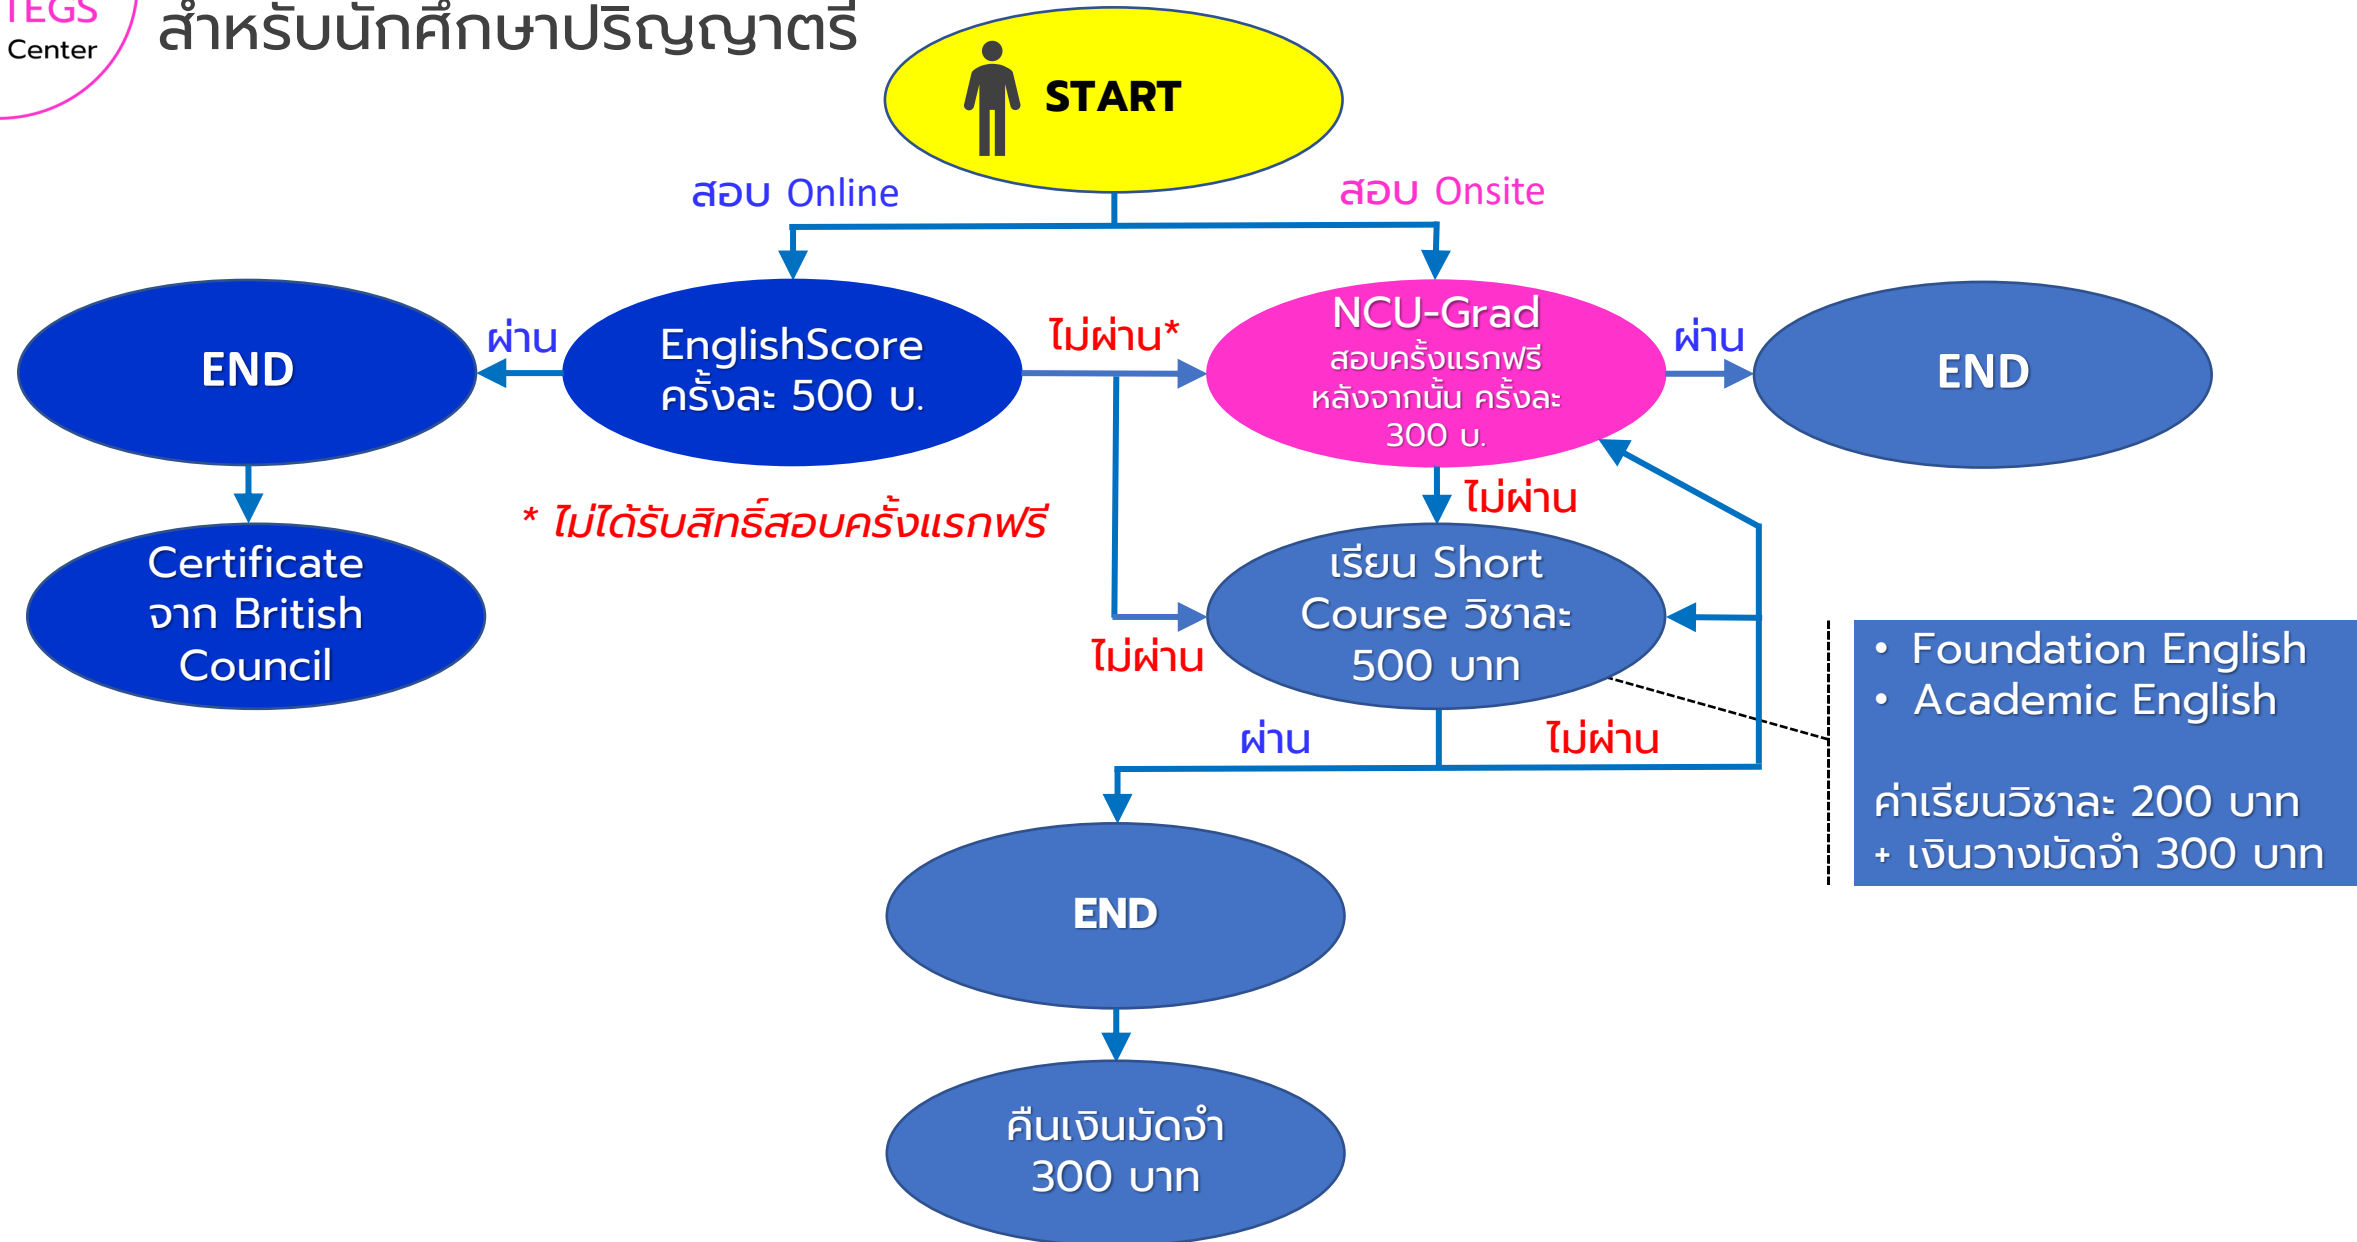 TEGS
Center
สำหรับนักศึกษาปริญญาตรี
START
สอบ Online
สอบ Onsite
END
ผ่าน
EnglishScore
ครั้งละ 500 บ.
ไม่ผ่าน*
NCU-Grad
สอบครั้งแรกฟรี
หลังจากนั้น ครั้งละ
300 บ.
ผ่าน
END
* ไม่ได้รับสิทธิ์สอบครั้งแรกฟรี
ไม่ผ่าน
Certificate
จาก British
Council
เรียน Short
Course วิชาละ
500 บาท
ไม่ผ่าน
• Foundation English
• Academic English
ค่าเรียนวิชาละ 200 บาท
+ เงินวางมัดจำ 300 บาท
ผ่าน
ไม่ผ่าน
END
คืนเงินมัดจำ
300 บาท